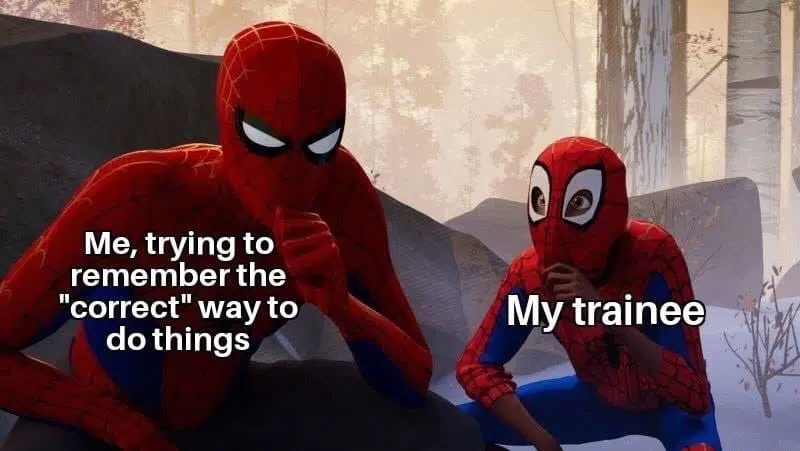 Me, trying to
remember the
"correct" way to
do things
My trainee